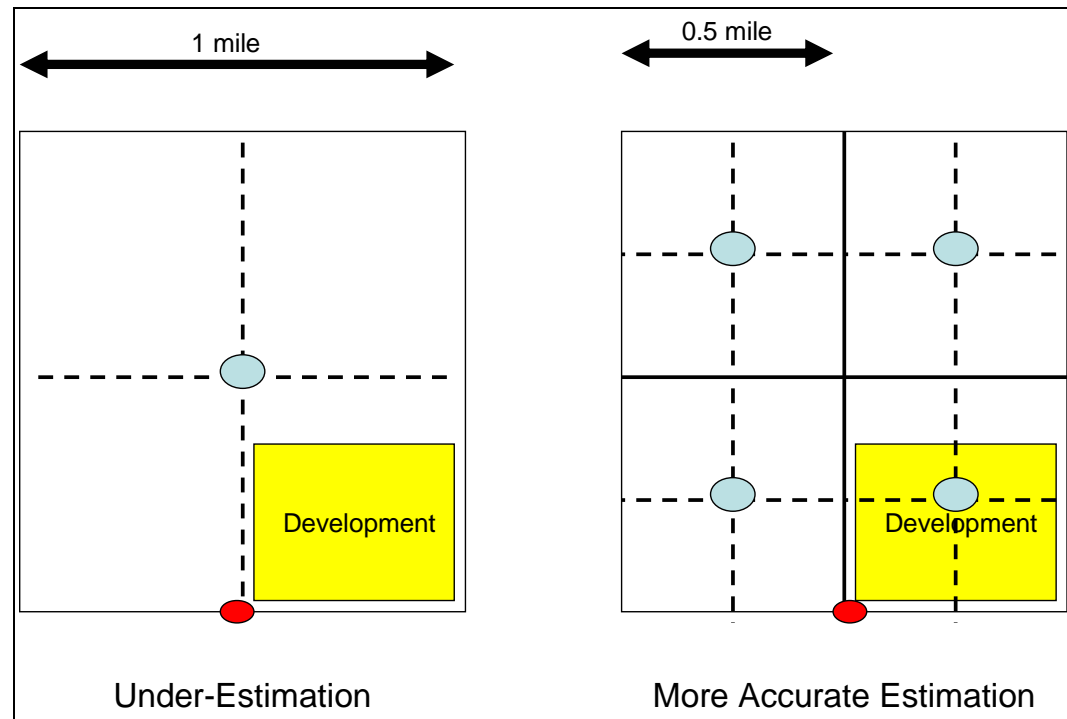 1 mile
0.5 mile
Development
Development
Under-Estimation
More Accurate Estimation